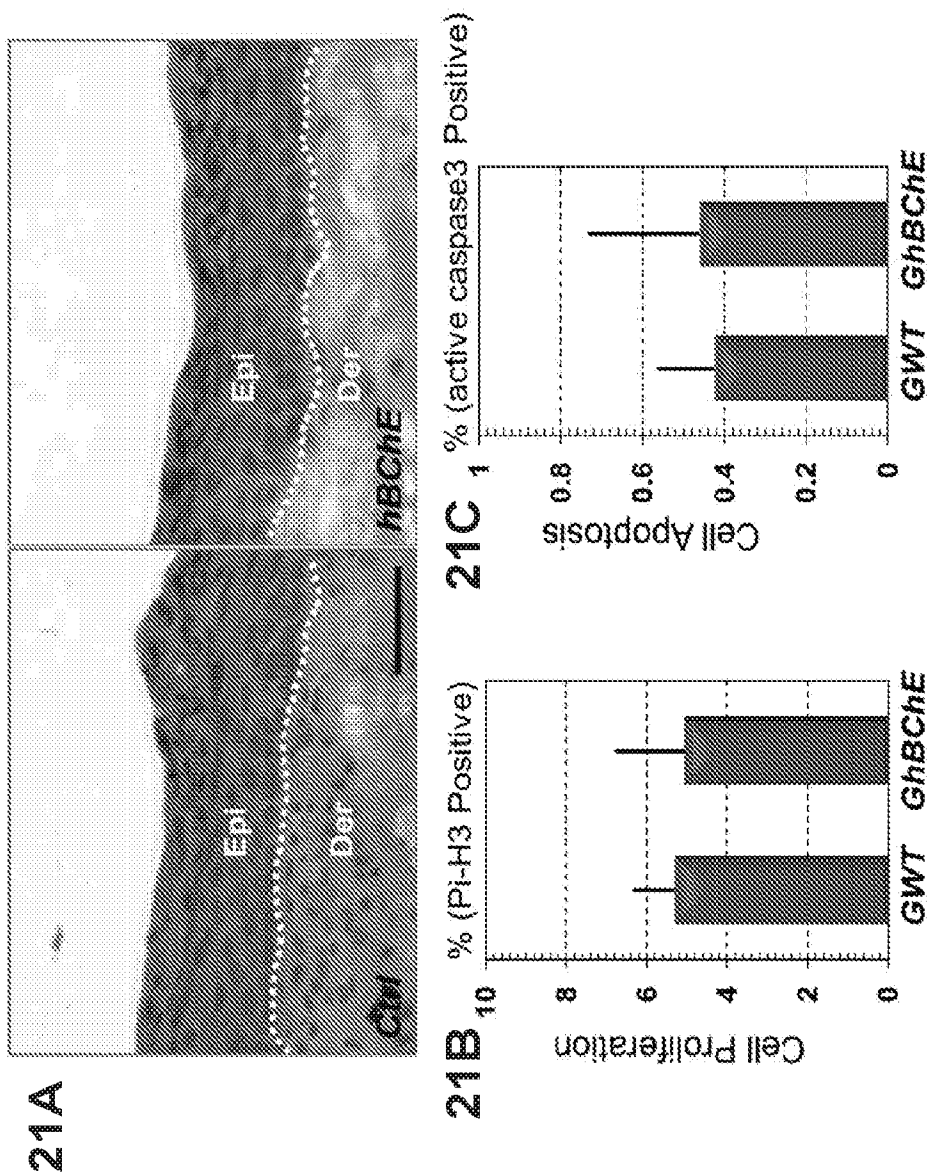 21A
Epi
Epi
Der
Der
Ctrl
hBChE
21B
% (Pi-H3 Positive)
Cell Proliferation
10
8
6
4
2
0
GWT GhBChE
21C
% (active caspase3 Positive)
Cell Apoptosis
1
0.8
0.6
0.4
0.2
0
GWT GhBChE